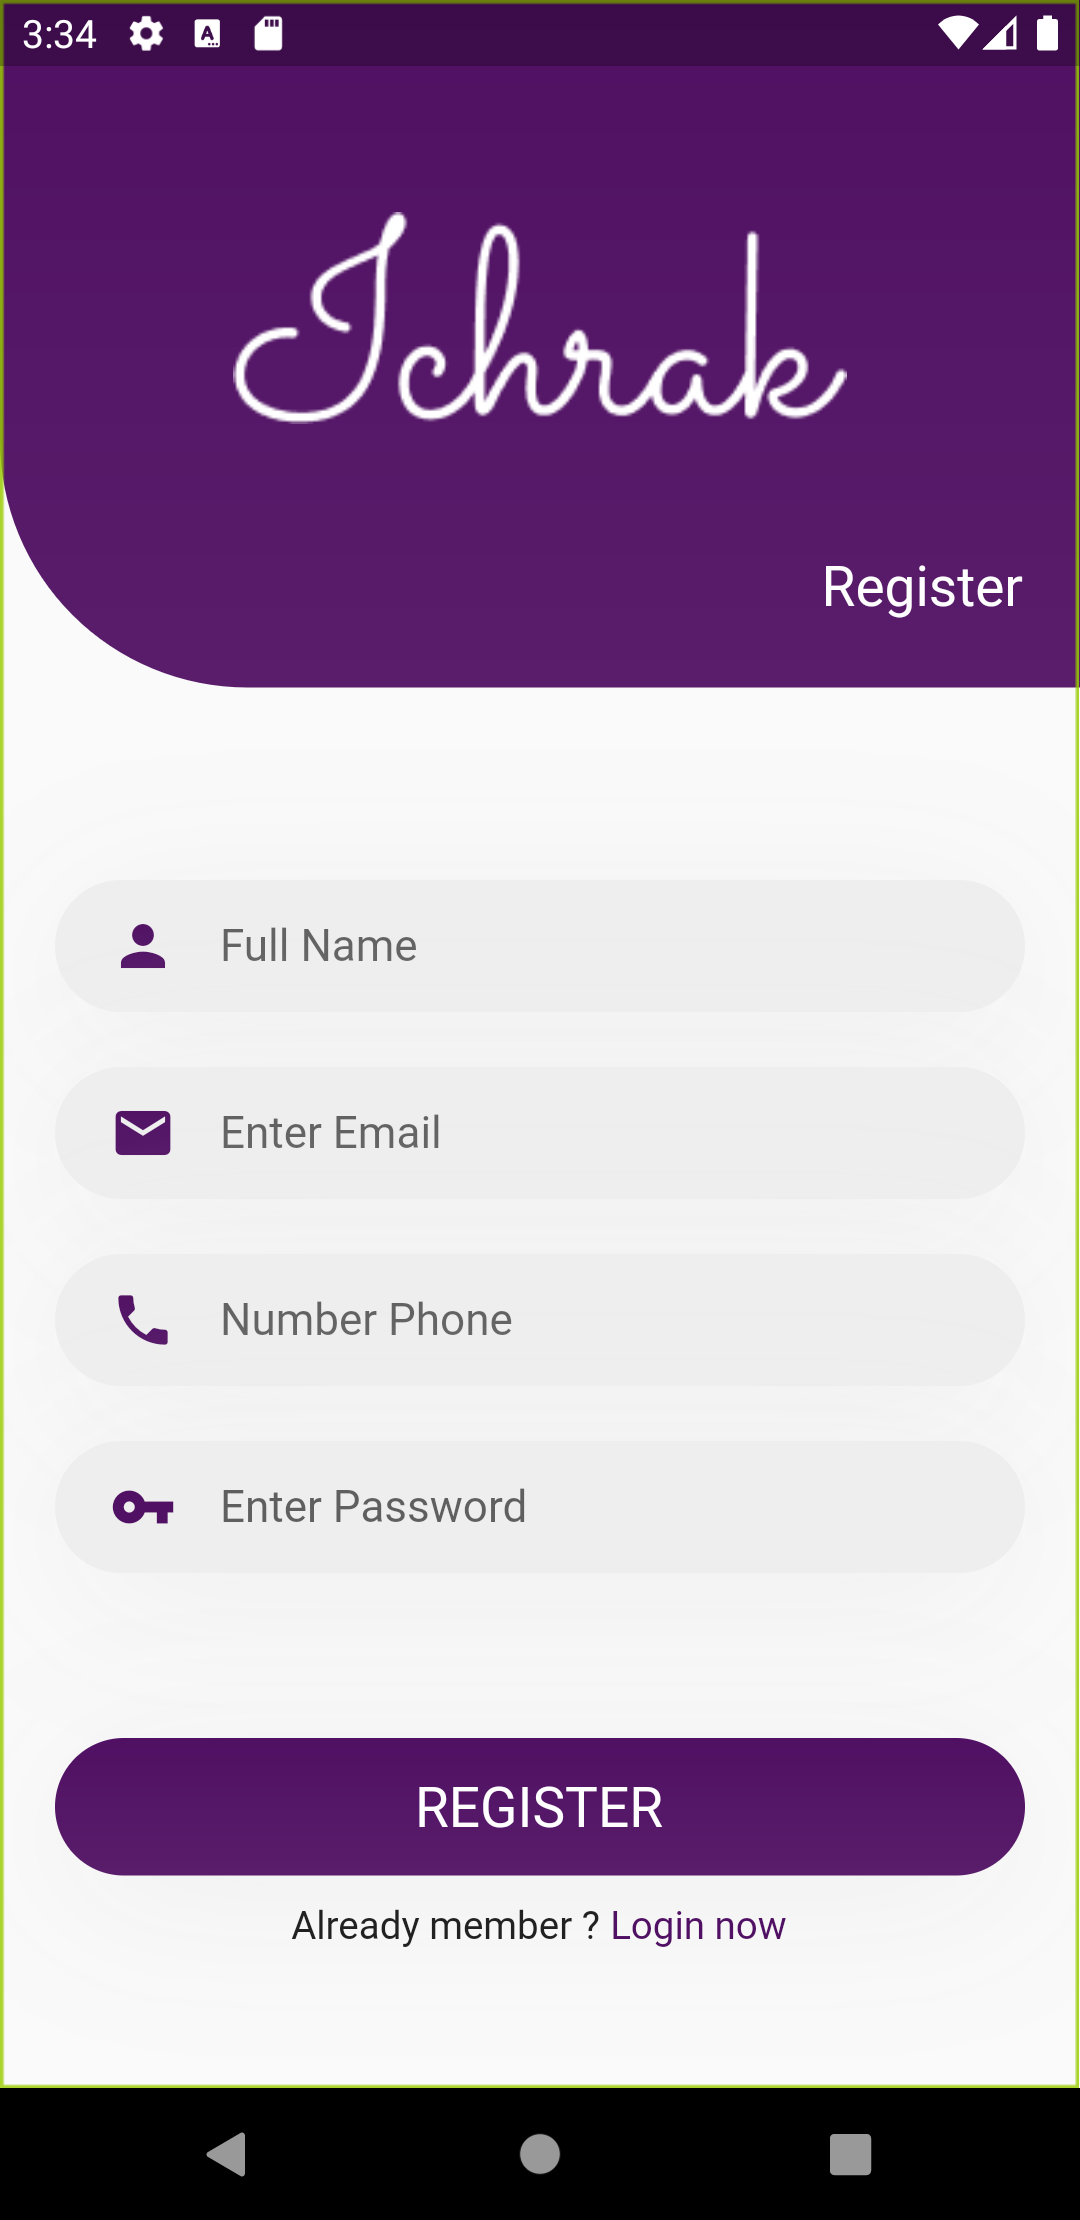 3:34
Ichrak
Register
Full Name
Enter Email
Number Phone
Enter Password
REGISTER
Already member ? Login now